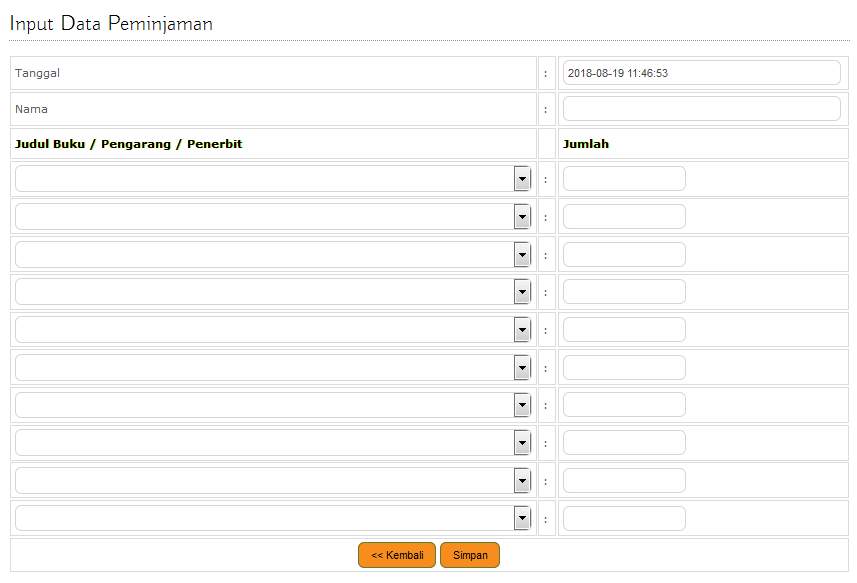 Input Data Peminjaman
Tanggal : 2018-08-19 11:46:53
Nama :
Judul Buku / Pengarang / Penerbit Jumlah
:
:
:
:
:
:
:
:
:
:
<< Kembali Simpan